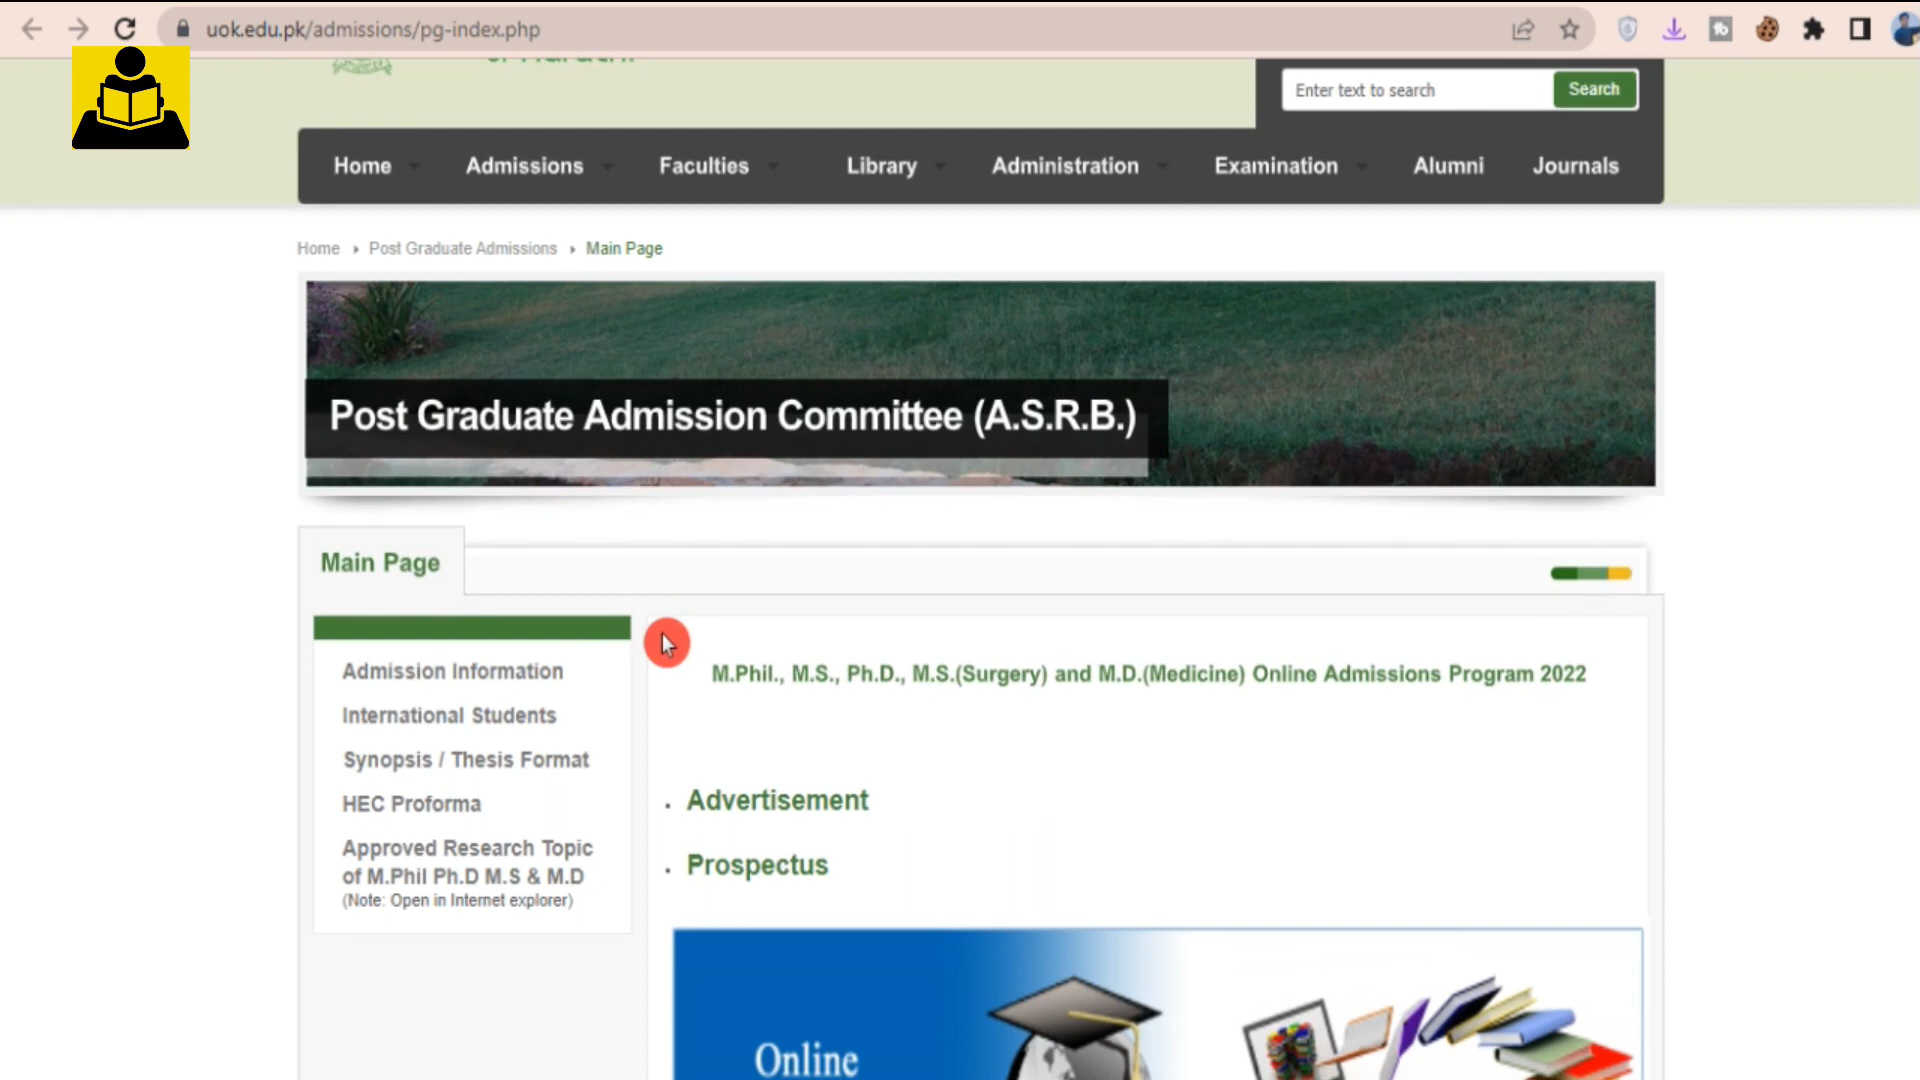 uok.edu.pk/admissions/pg-index.php
Enter text to search
Search
Home
Admissions
Faculties
Library
Administration
Examination
Alumni
Journals
Home
Post Graduate Admissions
Main Page
Post Graduate Admission Committee (A.S.R.B.)
Main Page
Admission Information
International Students
Synopsis / Thesis Format
HEC Proforma
Approved Research Topic
of M.Phil Ph.D M.S & M.D
(Note: Open in Internet explorer)
M.Phil., M.S., Ph.D., M.S.(Surgery) and M.D.(Medicine) Online Admissions Program 2022
Advertisement
Prospectus
Online